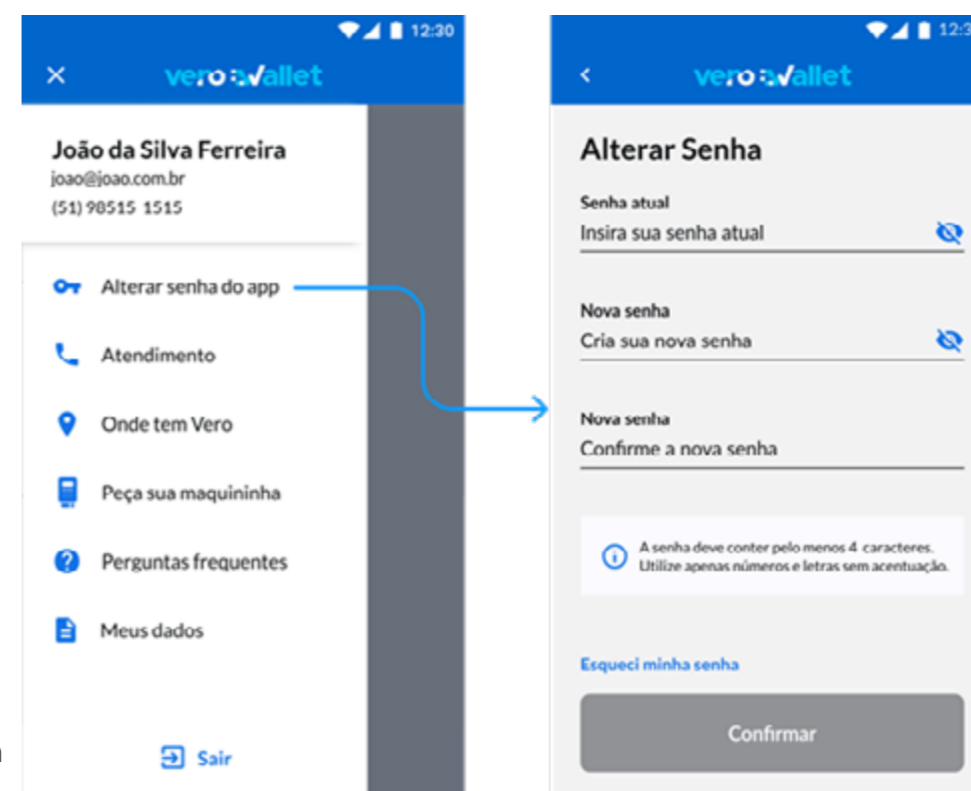 12:30
vero wallet
João da Silva Ferreira
joao@joao.com.br
(51) 98515 1515
Alterar senha do app
Atendimento
Onde tem Vero
Peça sua maquininha
Perguntas frequentes
Meus dados
Sair
12:3
vero wallet
Alterar Senha
Senha atual
Insira sua senha atual
Nova senha
Cria sua nova senha
Nova senha
Confirme a nova senha
A senha deve conter pelo menos 4 caracteres.
Utilize apenas números e letras sem acentuação.
Esqueci minha senha
Confirmar